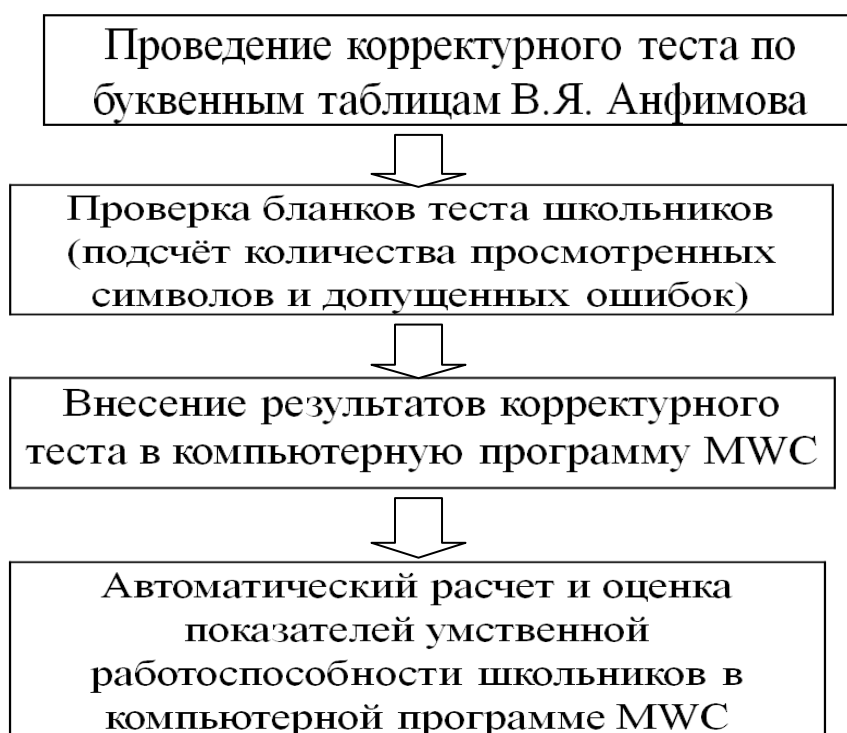 Проведение корректурного теста по
буквенным таблицам В.Я. Анфимова
Проверка бланков теста школьников
(подсчёт количества просмотренных
символов и допущенных ошибок)
Внесение результатов корректурного
теста в компьютерную программу MWC
Автоматический расчет и оценка
показателей умственной
работоспособности школьников в
компьютерной программе MWC